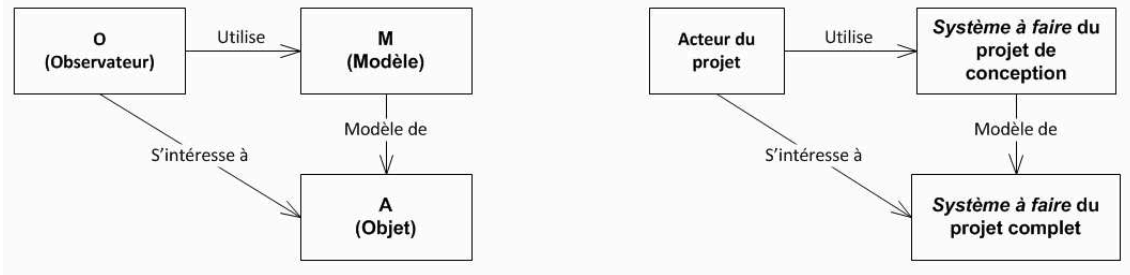 O
(Observateur)
Utilise
M
(Modèle)
S'intéresse à
Modèle de
A
(Objet)
Acteur du
projet
Utilise
Système à faire du
projet de
conception
S'intéresse à
Modèle de
Système à faire du
projet complet